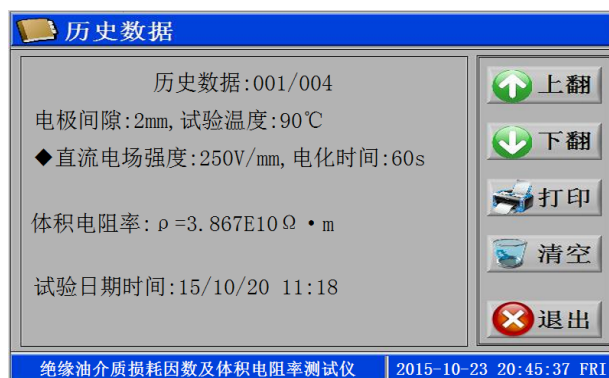 历史数据
历史数据:001/004
电极间隙:2mm,试验温度:90℃
◆直流电场强度:250V/mm,电化时间:60s
体积电阻率:ρ=3.867E10Ω·m
试验日期时间:15/10/20 11:18
上翻
下翻
打印
清空
退出
绝缘油介质损耗因数及体积电阻率测试仪
2015-10-23 20:45:37 FRI